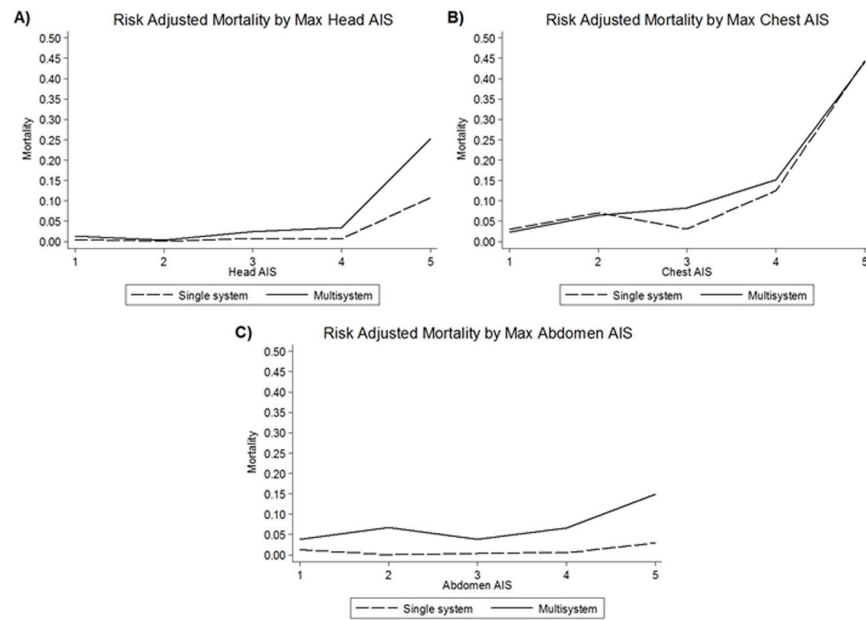 A)
Risk Adjusted Mortality by Max Head AIS
0.50
0.45
0.40
0.35
0.30
0.25
0.20
0.15
0.10
0.05
0.00
Mortality
1 2 3 4 5
Head AIS
Single system Multisystem
B)
Risk Adjusted Mortality by Max Chest AIS
0.50
0.45
0.40
0.35
0.30
0.25
0.20
0.15
0.10
0.05
0.00
Mortality
1 2 3 4 5
Chest AIS
Single system Multisystem
C)
Risk Adjusted Mortality by Max Abdomen AIS
0.50
0.45
0.40
0.35
0.30
0.25
0.20
0.15
0.10
0.05
0.00
Mortality
1 2 3 4 5
Abdomen AIS
Single system Multisystem